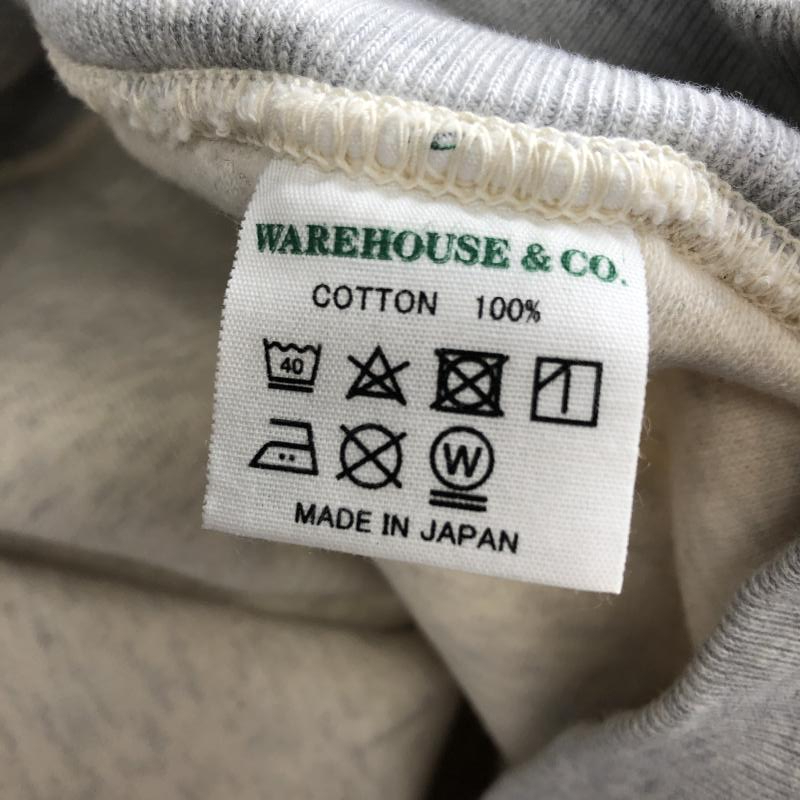 WAREHOUSE & CO.
COTTON 100%
40
W
MADE IN JAPAN